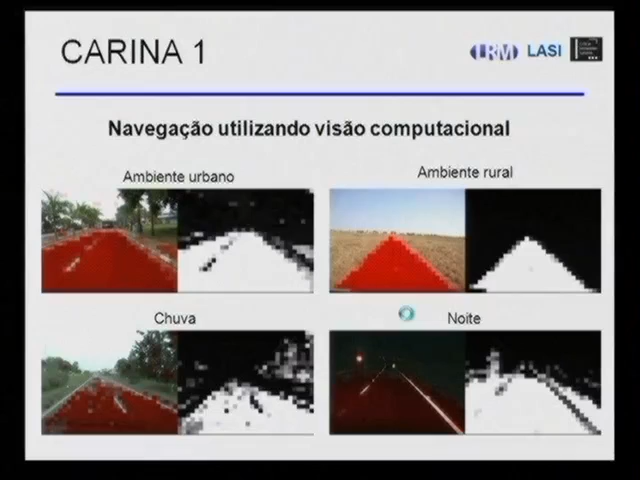 CARINA 1
LRM LASI
Navegação utilizando visão computacional
Ambiente urbano
Ambiente rural
Chuva
Noite